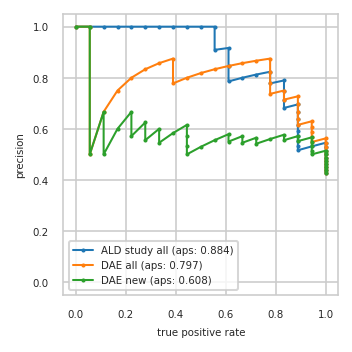 1.0
0.8
0.6
0.4
0.2
0.0
precision
ALD study all (aps: 0.884)
DAE all (aps: 0.797)
DAE new (aps: 0.608)
0.0 0.2 0.4 0.6 0.8 1.0
true positive rate